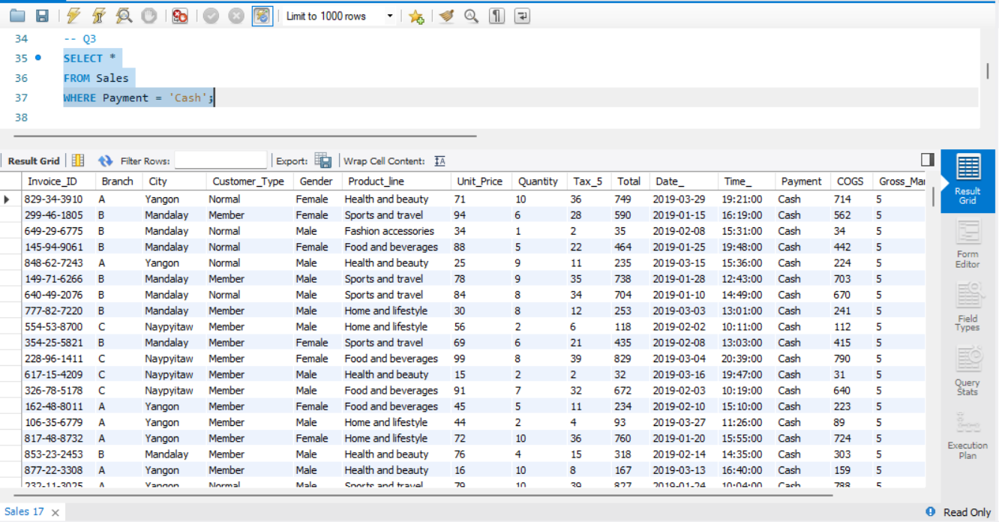 Limit to 1000 rows
34 -- Q3
35 SELECT *
36 FROM Sales
37 WHERE Payment = 'Cash';
38
Result Grid Filter Rows: Export: Wrap Cell Content:
Invoice_ID Branch City Customer_Type Gender Product_line Unit_Price Quantity Tax_5 Total Date_ Time_ Payment COGS Gross_Mar
829-34-3910 A Yangon Normal Female Health and beauty 71 10 36 749 2019-03-29 19:21:00 Cash 714 5
299-46-1805 B Mandalay Member Female Sports and travel 94 6 28 590 2019-01-15 16:19:00 Cash 562 5
649-29-6775 B Mandalay Normal Male Fashion accessories 34 1 2 35 2019-02-08 15:31:00 Cash 34 5
145-94-9061 B Mandalay Normal Female Food and beverages 88 5 22 464 2019-01-25 19:48:00 Cash 442 5
848-62-7243 A Yangon Normal Male Health and beauty 25 9 11 235 2019-03-15 15:36:00 Cash 224 5
149-71-6266 B Mandalay Member Male Sports and travel 78 9 35 738 2019-01-28 12:43:00 Cash 703 5
640-49-2076 B Mandalay Normal Male Sports and travel 84 8 34 704 2019-01-10 14:49:00 Cash 670 5
777-82-7220 B Mandalay Member Male Home and lifestyle 30 8 12 253 2019-03-03 13:01:00 Cash 241 5
554-53-8700 C Naypyitaw Member Male Home and lifestyle 56 2 6 118 2019-02-02 10:11:00 Cash 112 5
354-25-5821 B Mandalay Member Female Sports and travel 69 6 21 435 2019-02-08 13:03:00 Cash 415 5
228-96-1411 C Naypyitaw Member Female Food and beverages 99 8 39 829 2019-03-04 20:39:00 Cash 790 5
617-15-4209 C Naypyitaw Member Male Health and beauty 15 2 2 32 2019-03-16 19:47:00 Cash 31 5
326-78-5178 C Naypyitaw Member Male Food and beverages 91 7 32 672 2019-02-03 10:19:00 Cash 640 5
162-48-8011 A Yangon Member Female Food and beverages 45 5 11 234 2019-02-10 15:10:00 Cash 223 5
106-35-6779 A Yangon Member Male Home and lifestyle 44 2 4 93 2019-03-27 11:26:00 Cash 89 5
817-48-8732 A Yangon Member Female Home and lifestyle 72 10 36 760 2019-01-20 15:55:00 Cash 724 5
853-23-2453 B Mandalay Member Male Health and beauty 76 4 15 318 2019-02-14 14:35:00 Cash 303 5
877-22-3308 A Yangon Member Male Health and beauty 16 10 8 167 2019-03-13 16:40:00 Cash 159 5
232-11-3025 A Yangon Normal Male Sports and travel 79 10 39 827 2019-01-24 10:04:00 Cash 788 5
Result
Grid
Form
Editor
Field
Types
Query
Stats
Execution
Plan
Sales 17
Read Only